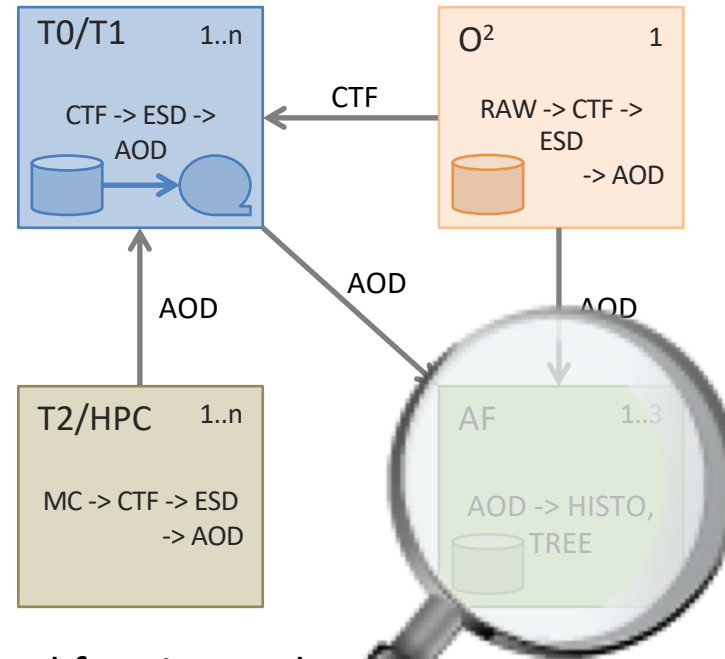 T0/T1 1..n
CTF -> ESD ->
AOD
CTF
O² 1
RAW -> CTF ->
ESD
-> AOD
AOD
AOD
AOD
T2/HPC 1..n
MC -> CTF -> ESD
-> AOD
AF 1..3
AOD -> HISTO,
TREE